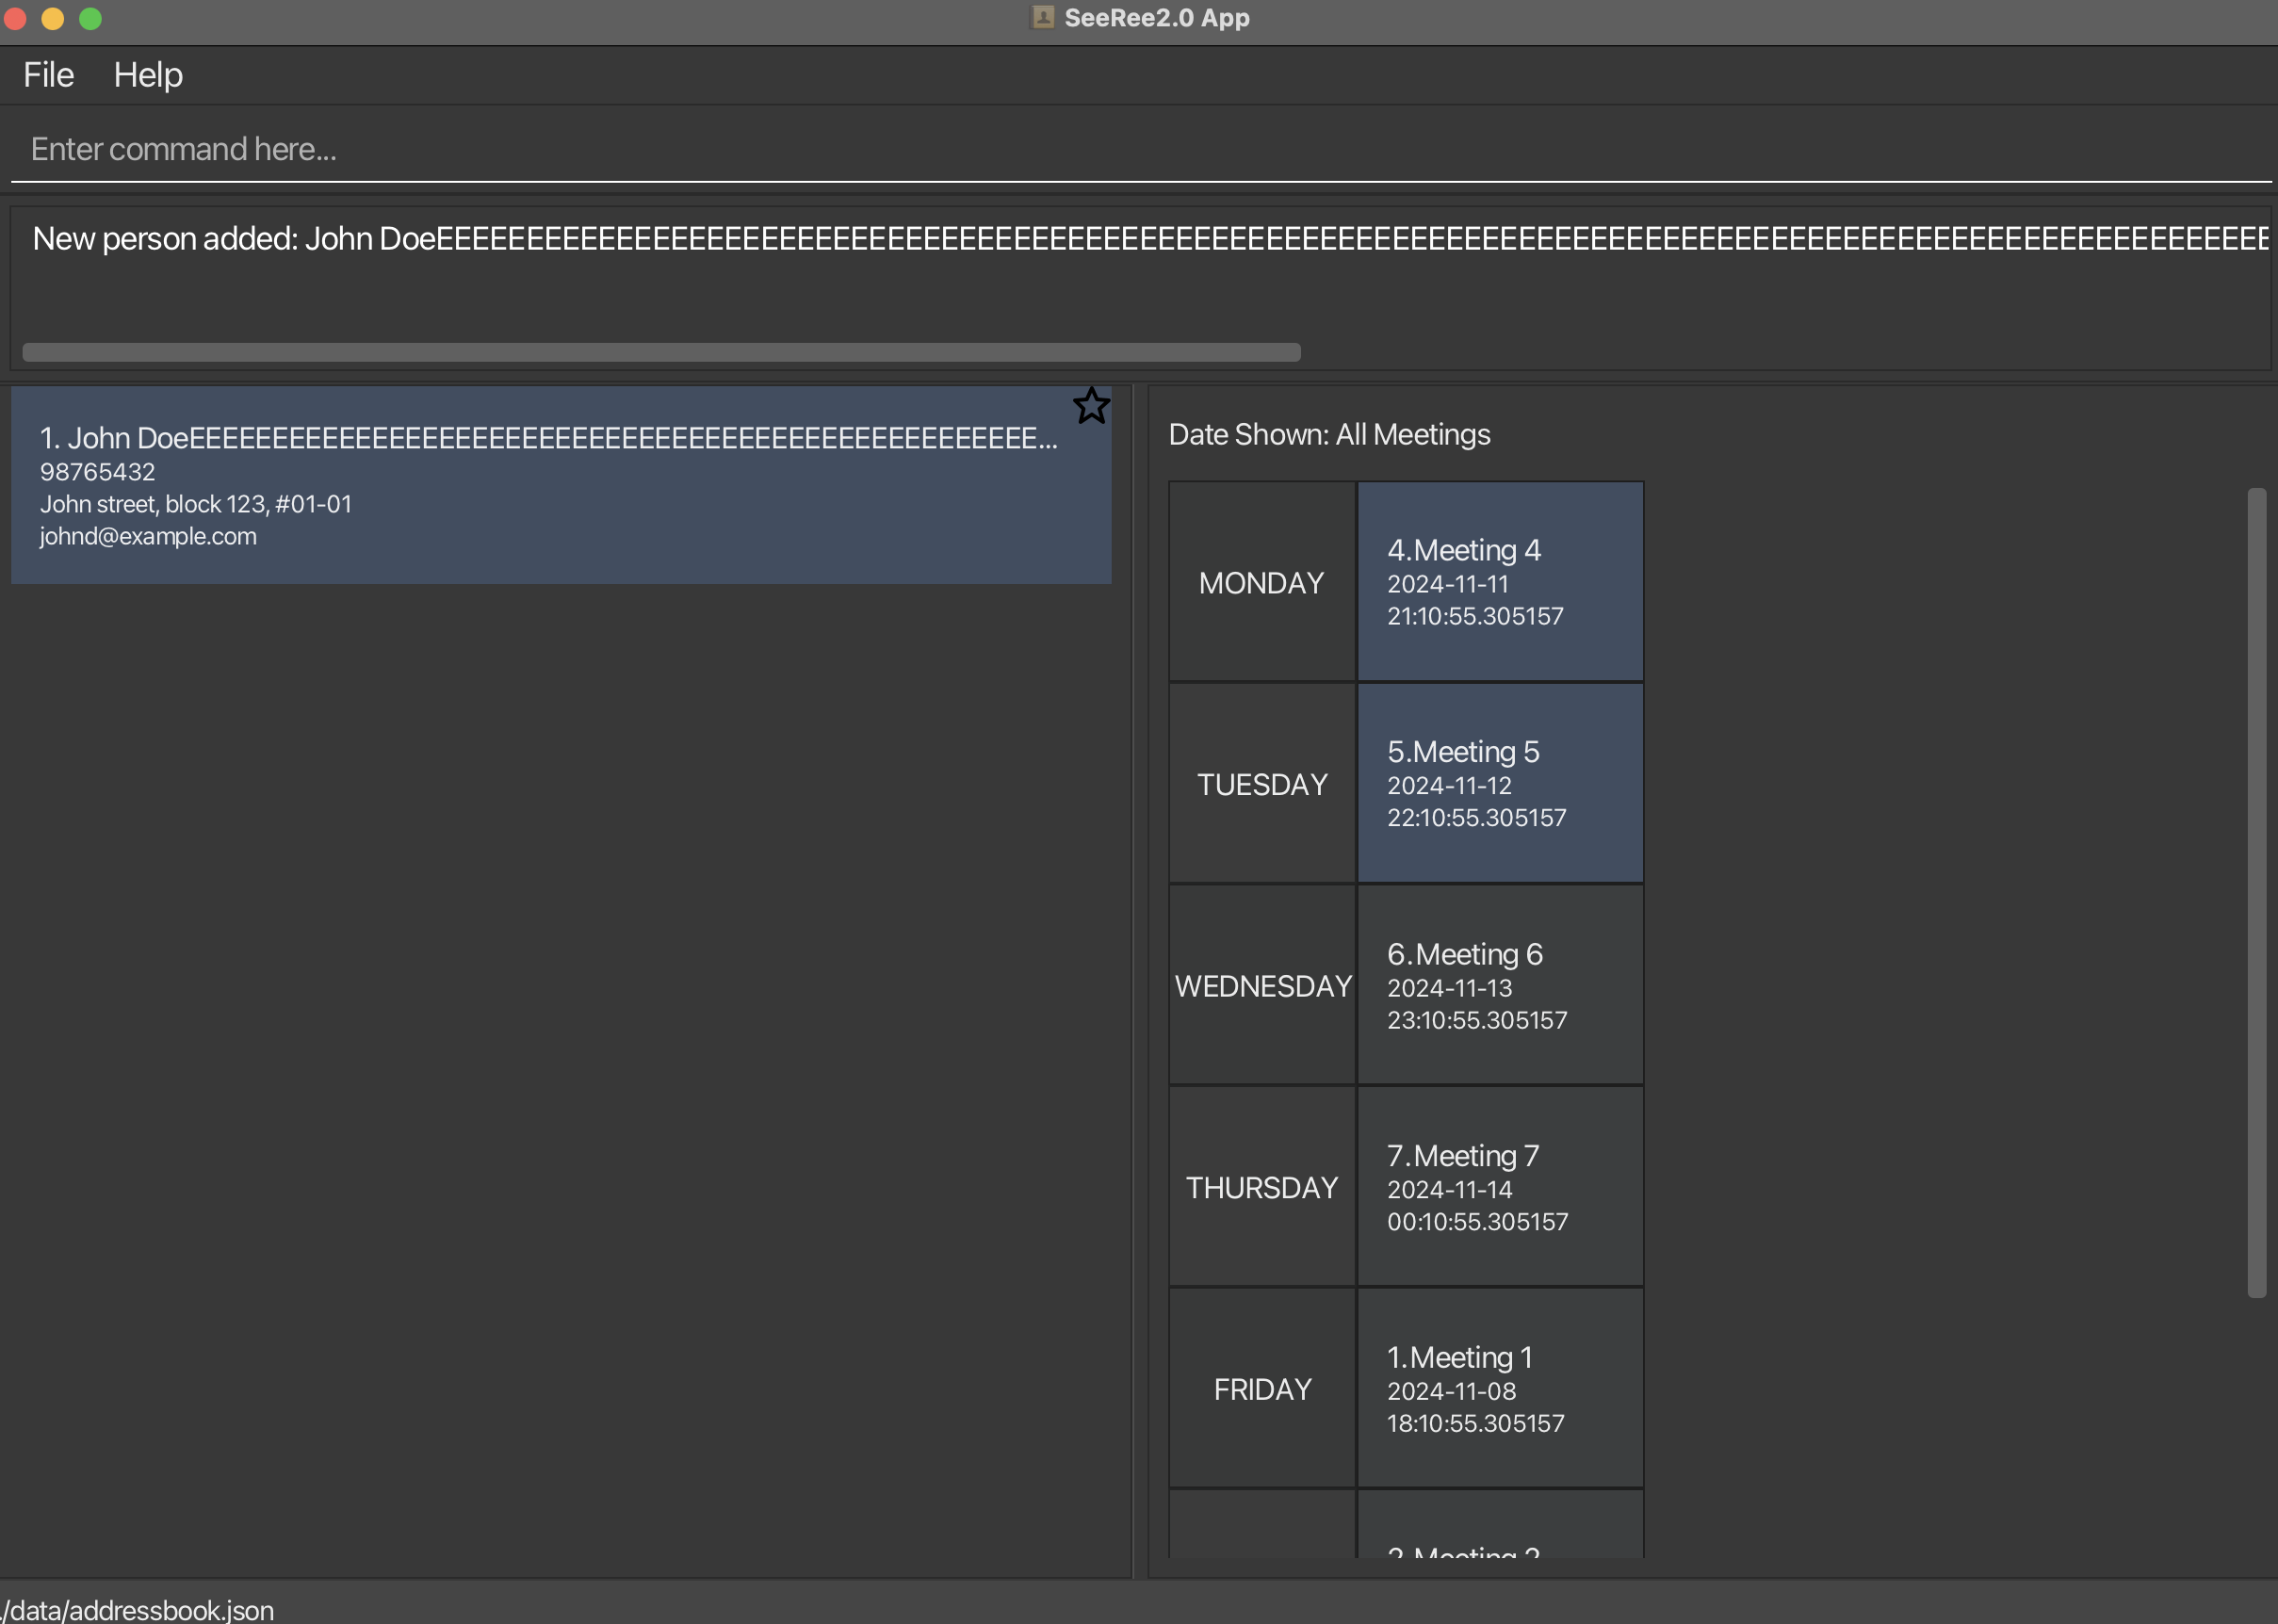 SeeRee2.0 App
File Help
Enter command here...
New person added: John DoeEEEEEEEEEEEEEEEEEEEEEEEEEEEEEEEEEEEEEEEEEEEEEEEEEEEEEEEEEEEEEEEEEEEEEEEEEEEEEEEEEEEEEEEEEEEEEEEEEEEEEE
1. John DoeEEEEEEEEEEEEEEEEEEEEEEEEEEEEEEEEEEEEEEEEEEEEEEEEEEE...
98765432
John street, block 123, #01-01
johnd@example.com
Date Shown: All Meetings
MONDAY
4.Meeting 4
2024-11-11
21:10:55.305157
TUESDAY
5.Meeting 5
2024-11-12
22:10:55.305157
WEDNESDAY
6.Meeting 6
2024-11-13
23:10:55.305157
THURSDAY
7.Meeting 7
2024-11-14
00:10:55.305157
FRIDAY
1.Meeting 1
2024-11-08
18:10:55.305157
2.Meeting 2
./data/addressbook.json